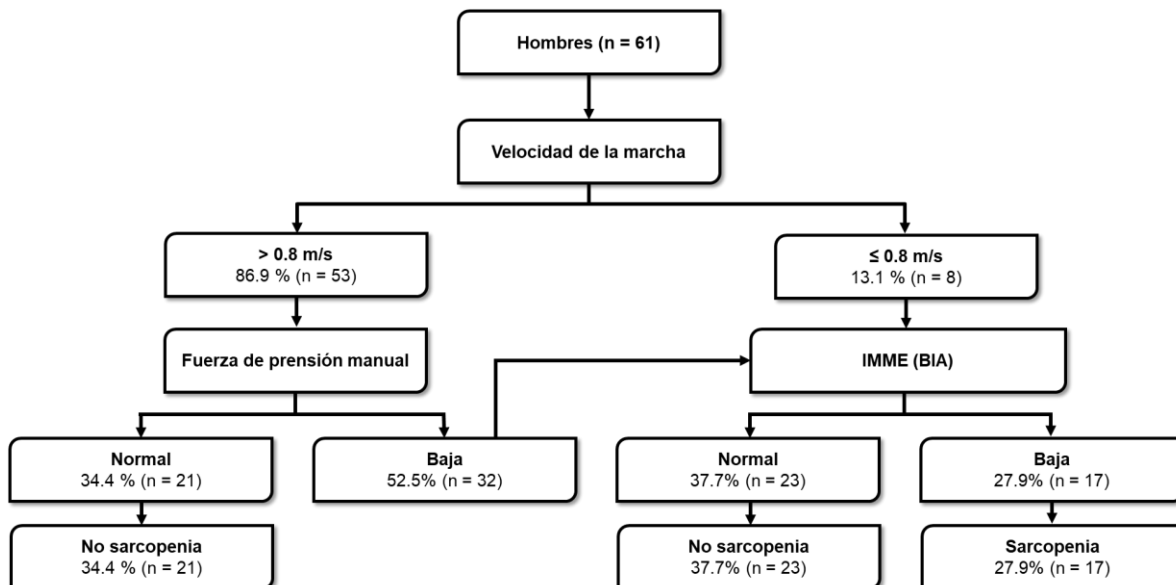 Hombres (n = 61)
Velocidad de la marcha
> 0.8 m/s
86.9 % (n = 53)
≤ 0.8 m/s
13.1 % (n = 8)
Fuerza de prensión manual
IMME (BIA)
Normal
34.4 % (n = 21)
Baja
52.5% (n = 32)
Normal
37.7% (n = 23)
Baja
27.9% (n = 17)
No sarcopenia
34.4 % (n = 21)
No sarcopenia
37.7% (n = 23)
Sarcopenia
27.9% (n = 17)